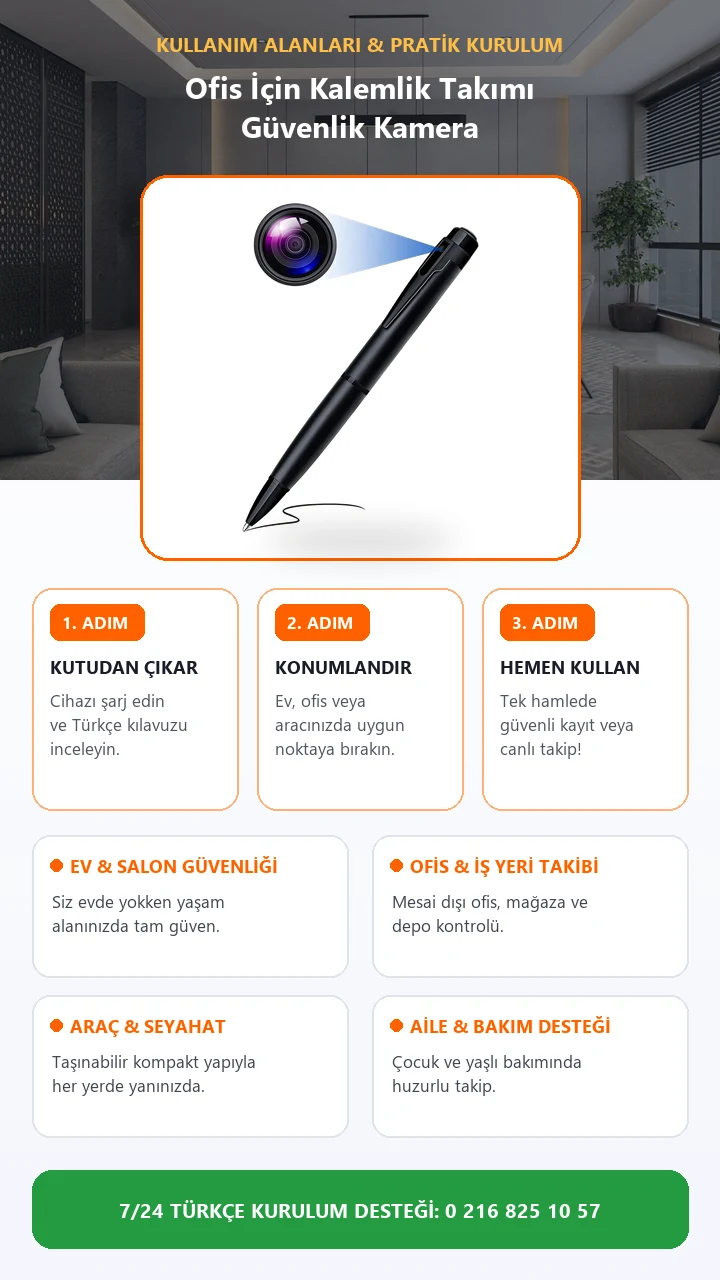 KULLANIM ALANLARI & PRATİK KURULUM
Ofis İçin Kalemlik Takımı
Güvenlik Kamera
1. ADIM
KUTUDAN ÇIKAR
Cihazı şarj edin
ve Türkçe kılavuzu
inceleyin.
2. ADIM
KONUMLANDIR
Ev, ofis veya
aracınızda uygun
noktaya bırakın.
3. ADIM
HEMEN KULLAN
Tek hamlede
güvenli kayıt veya
canlı takip!
EV & SALON GÜVENLİĞİ
Siz evde yokken yaşam
alanınızda tam güven.
OFİS & İŞ YERİ TAKİBİ
Mesai dışı ofis, mağaza ve
depo kontrolü.
ARAÇ & SEYAHAT
Taşınabilir kompakt yapıyla
her yerde yanınızda.
AİLE & BAKIM DESTEĞİ
Çocuk ve yaşlı bakımında
huzurlu takip.
7/24 TÜRKÇE KURULUM DESTEĞİ: 0 216 825 10 57